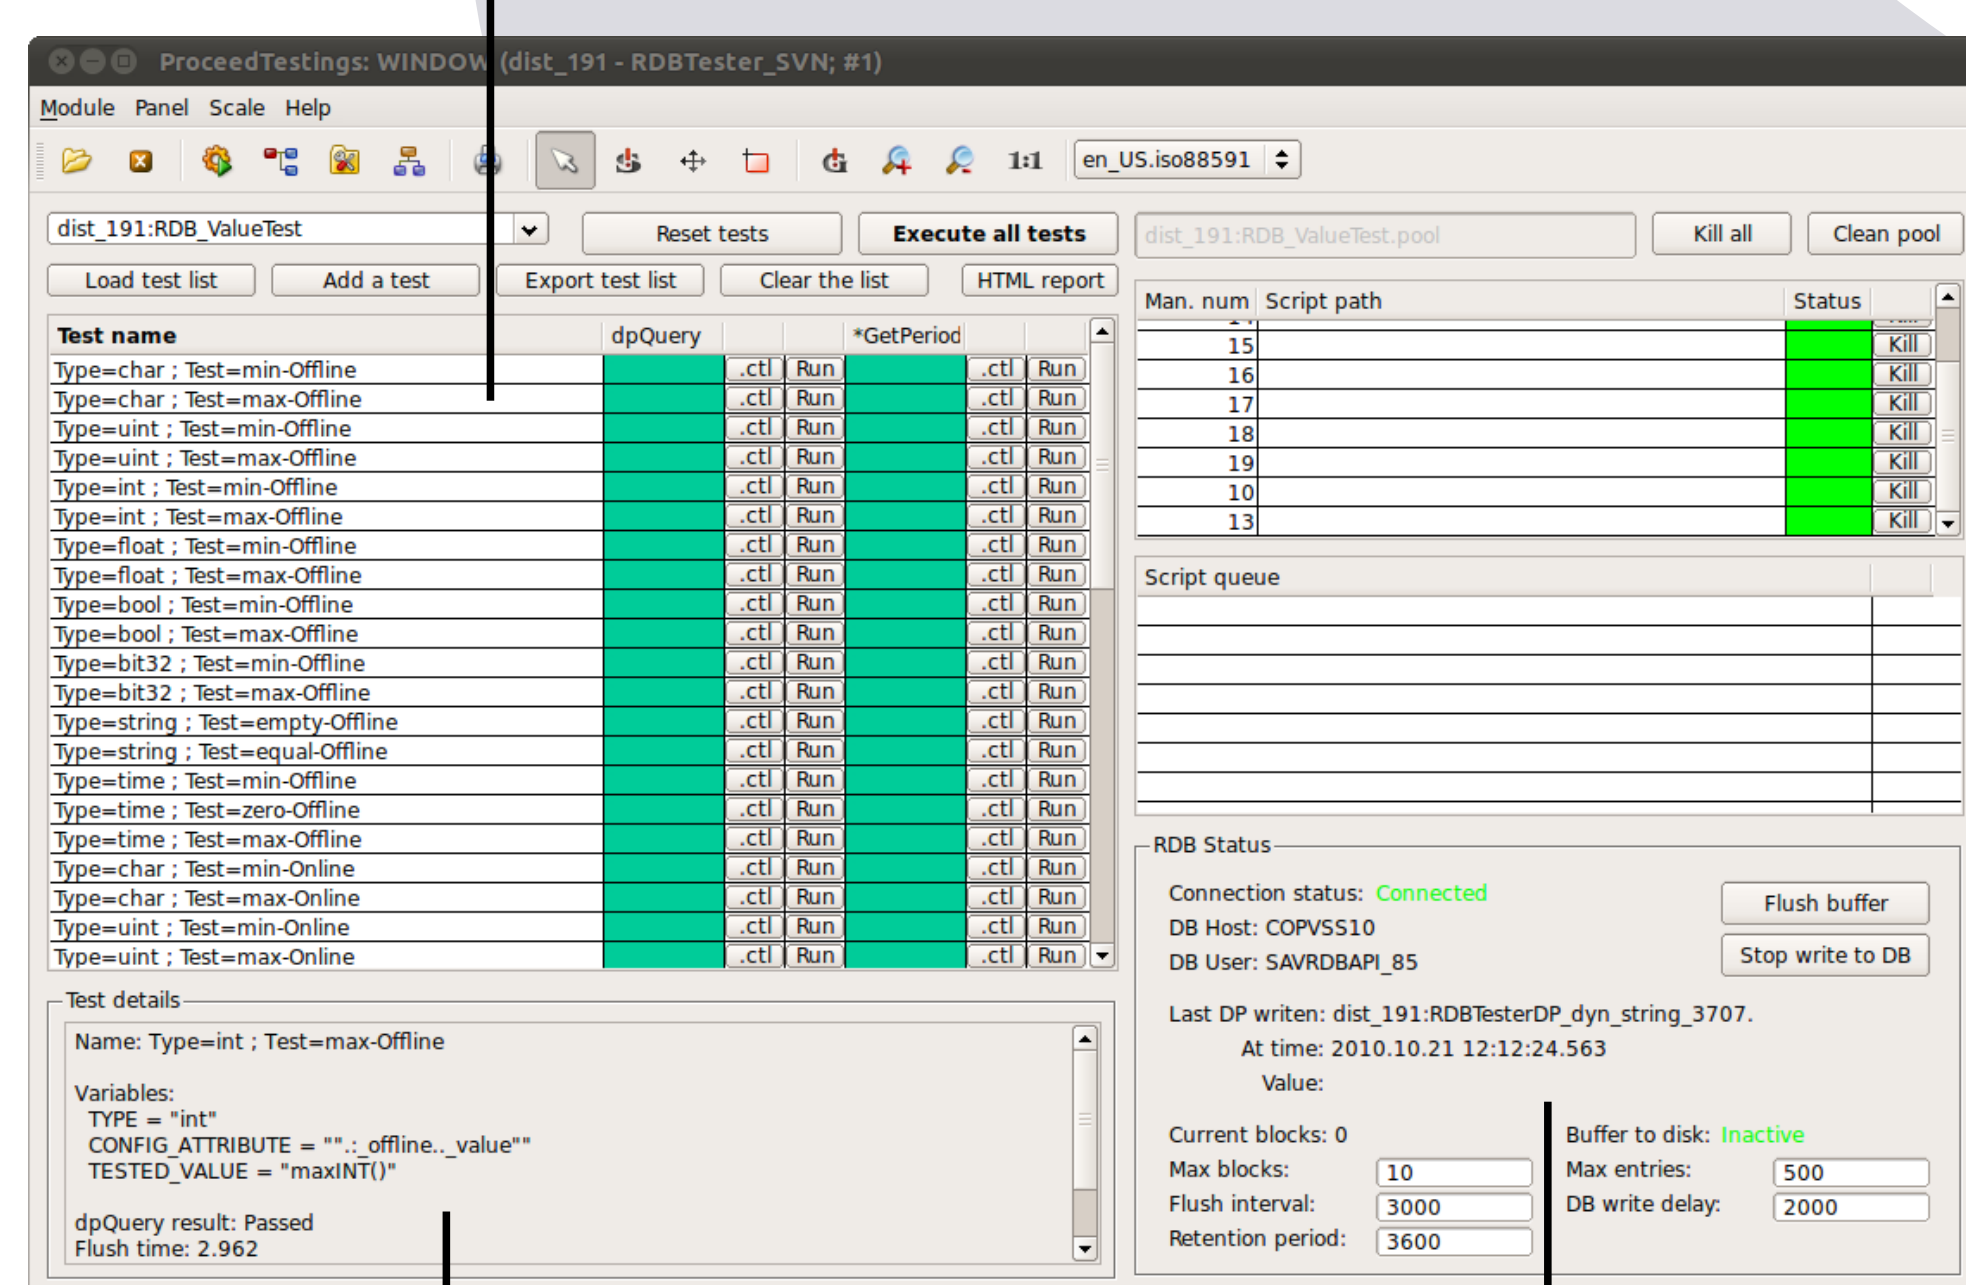 ProceedTestings: WINDOW (dist_191 - RDBTester_SVN; #1)
Module Panel Scale Help
1:1 en_US.iso88591
dist_191:RDB_ValueTest Reset tests Execute all tests
Load test list Add a test Export test list Clear the list HTML report
Test name dpQuery *GetPeriod
Type=char ; Test=min-Offline .ctl Run .ctl Run
Type=char ; Test=max-Offline .ctl Run .ctl Run
Type=uint ; Test=min-Offline .ctl Run .ctl Run
Type=uint ; Test=max-Offline .ctl Run .ctl Run
Type=int ; Test=min-Offline .ctl Run .ctl Run
Type=int ; Test=max-Offline .ctl Run .ctl Run
Type=float ; Test=min-Offline .ctl Run .ctl Run
Type=float ; Test=max-Offline .ctl Run .ctl Run
Type=bool ; Test=min-Offline .ctl Run .ctl Run
Type=bool ; Test=max-Offline .ctl Run .ctl Run
Type=bit32 ; Test=min-Offline .ctl Run .ctl Run
Type=bit32 ; Test=max-Offline .ctl Run .ctl Run
Type=string ; Test=empty-Offline .ctl Run .ctl Run
Type=string ; Test=equal-Offline .ctl Run .ctl Run
Type=time ; Test=min-Offline .ctl Run .ctl Run
Type=time ; Test=zero-Offline .ctl Run .ctl Run
Type=time ; Test=max-Offline .ctl Run .ctl Run
Type=char ; Test=min-Online .ctl Run .ctl Run
Type=char ; Test=max-Online .ctl Run .ctl Run
Type=uint ; Test=min-Online .ctl Run .ctl Run
Type=uint ; Test=max-Online .ctl Run .ctl Run
Test details
Name: Type=int ; Test=max-Offline
Variables:
TYPE = "int"
CONFIG_ATTRIBUTE = "".:_offline.._value""
TESTED_VALUE = "maxINT()"
dpQuery result: Passed
Flush time: 2.962
dist_191:RDB_ValueTest.pool Kill all Clean pool
Man. num Script path Status
15 Kill
16 Kill
17 Kill
18 Kill
19 Kill
10 Kill
13 Kill
Script queue
RDB Status
Connection status: Connected Flush buffer
DB Host: COPVSS10
DB User: SAVRDBAPI_85 Stop write to DB
Last DP writen: dist_191:RDBTesterDP_dyn_string_3707.
At time: 2010.10.21 12:12:24.563
Value:
Current blocks: 0 Buffer to disk: Inactive
Max blocks: 10 Max entries: 500
Flush interval: 3000 DB write delay: 2000
Retention period: 3600